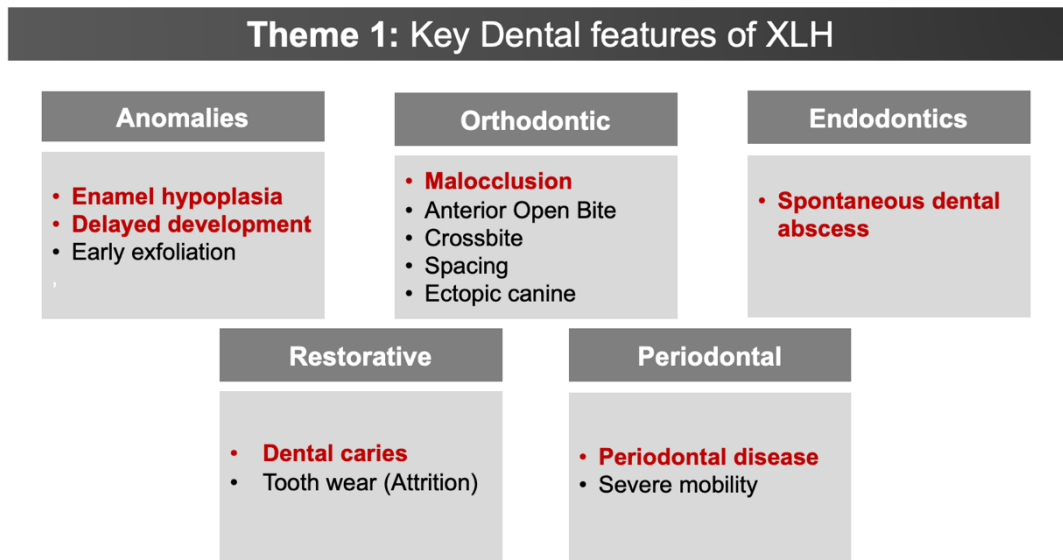 Theme 1: Key Dental features of XLH
Anomalies
• Enamel hypoplasia
• Delayed development
• Early exfoliation
,
Orthodontic
• Malocclusion
• Anterior Open Bite
• Crossbite
• Spacing
• Ectopic canine
Endodontics
• Spontaneous dental
abscess
Restorative
• Dental caries
• Tooth wear (Attrition)
Periodontal
• Periodontal disease
• Severe mobility